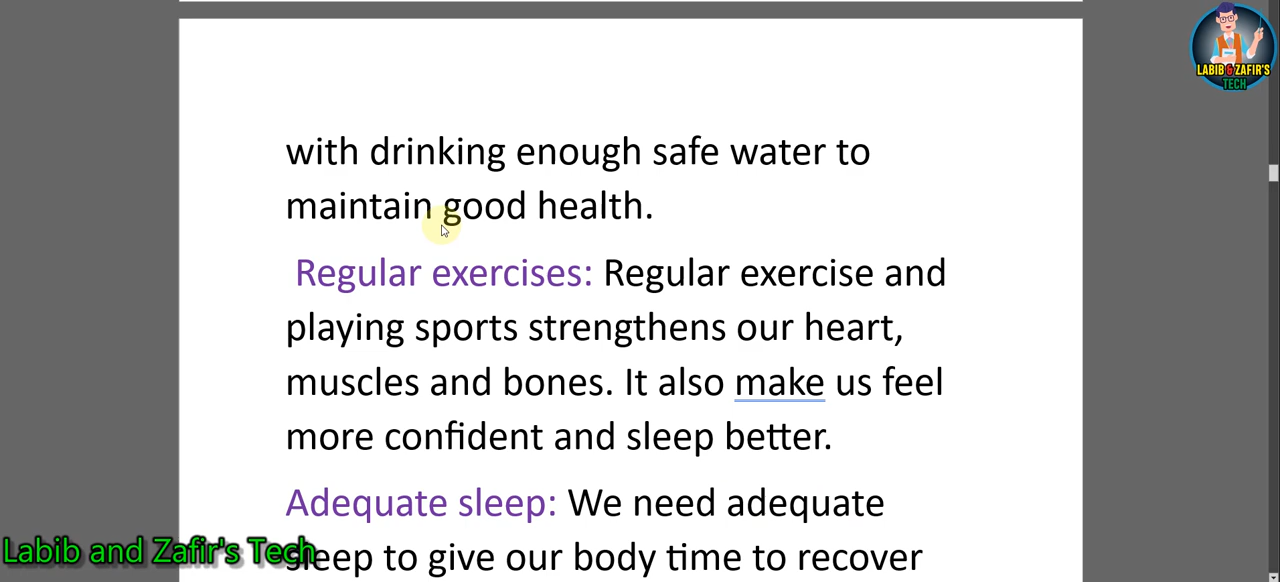 LABIB & ZAFIR'S
TECH
with drinking enough safe water to
maintain good health.
Regular exercises: Regular exercise and
playing sports strengthens our heart,
muscles and bones. It also make us feel
more confident and sleep better.
Adequate sleep: We need adequate
sleep to give our body time to recover
Labib and Zafir's Tech